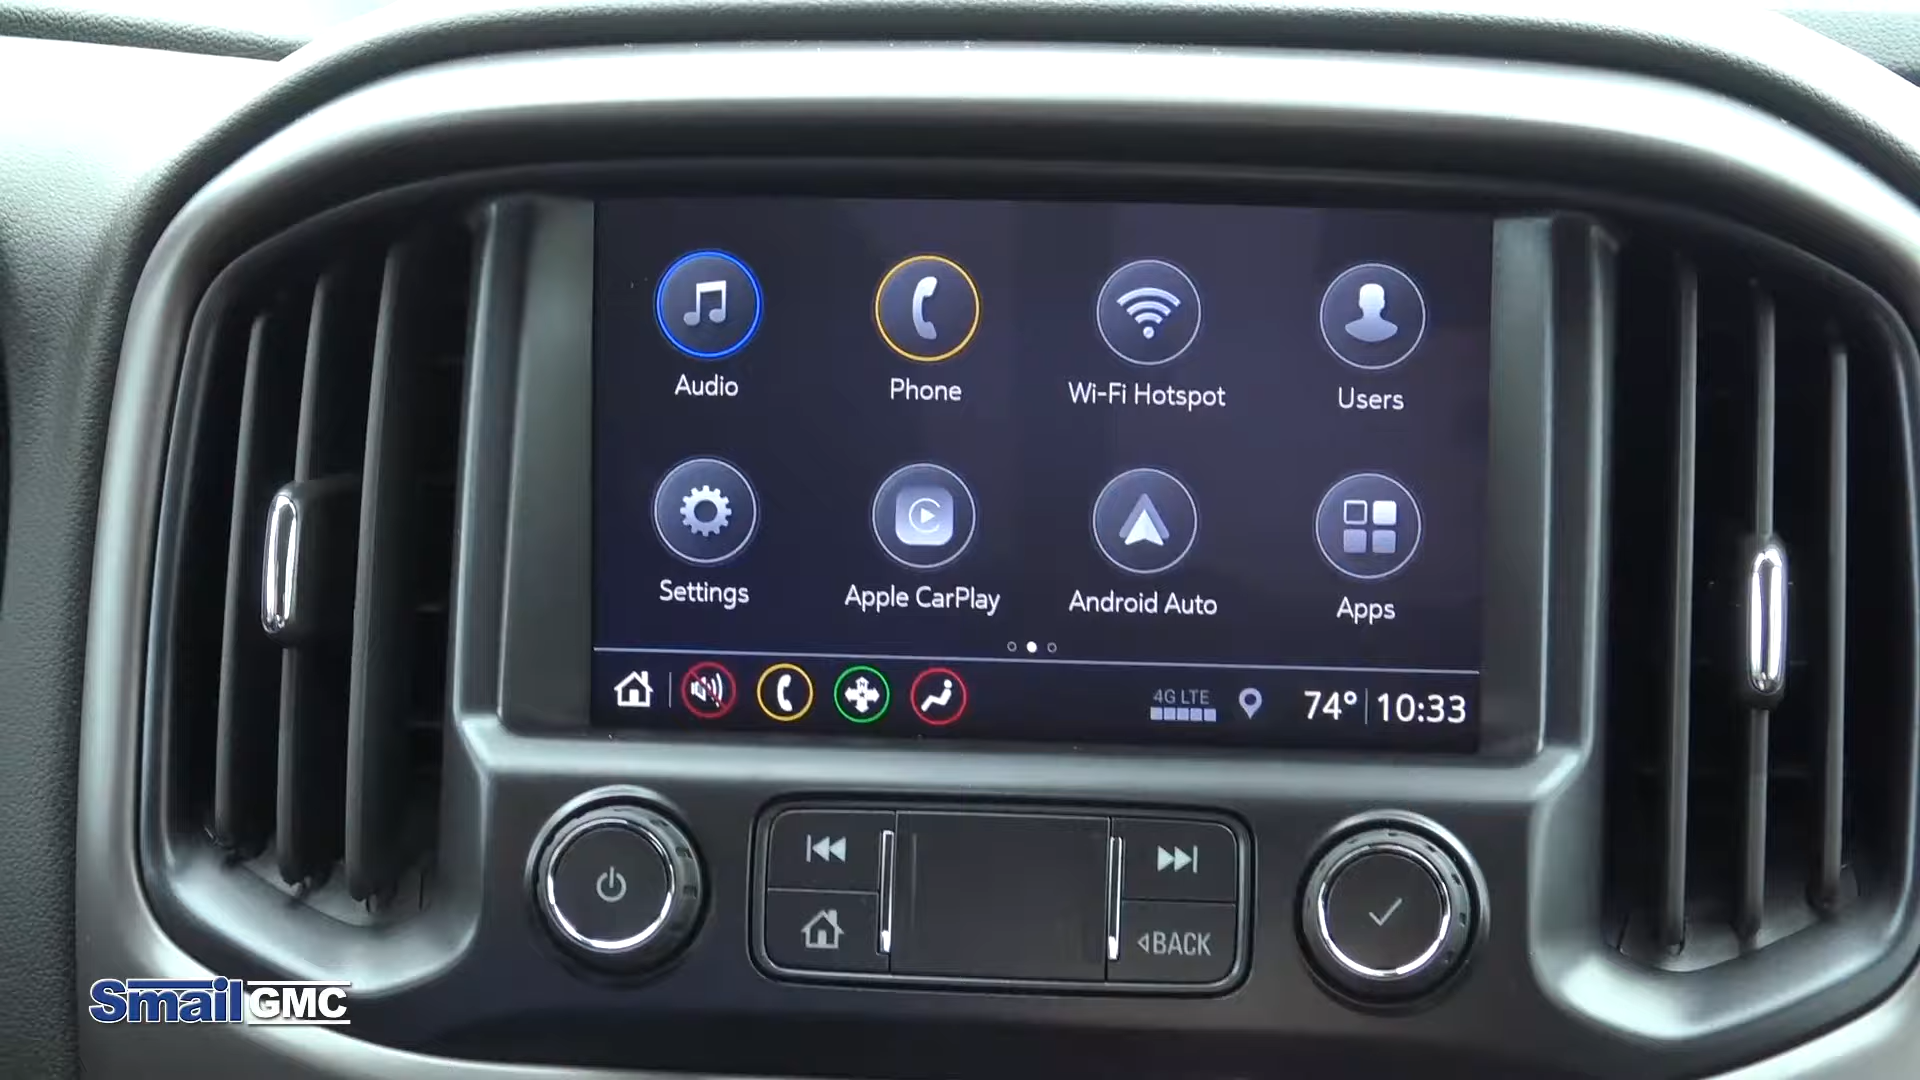 Audio
Phone
Wi-Fi Hotspot
Users
Settings
Apple CarPlay
Android Auto
Apps
4G LTE
74° 10:33
BACK
Smail GMC